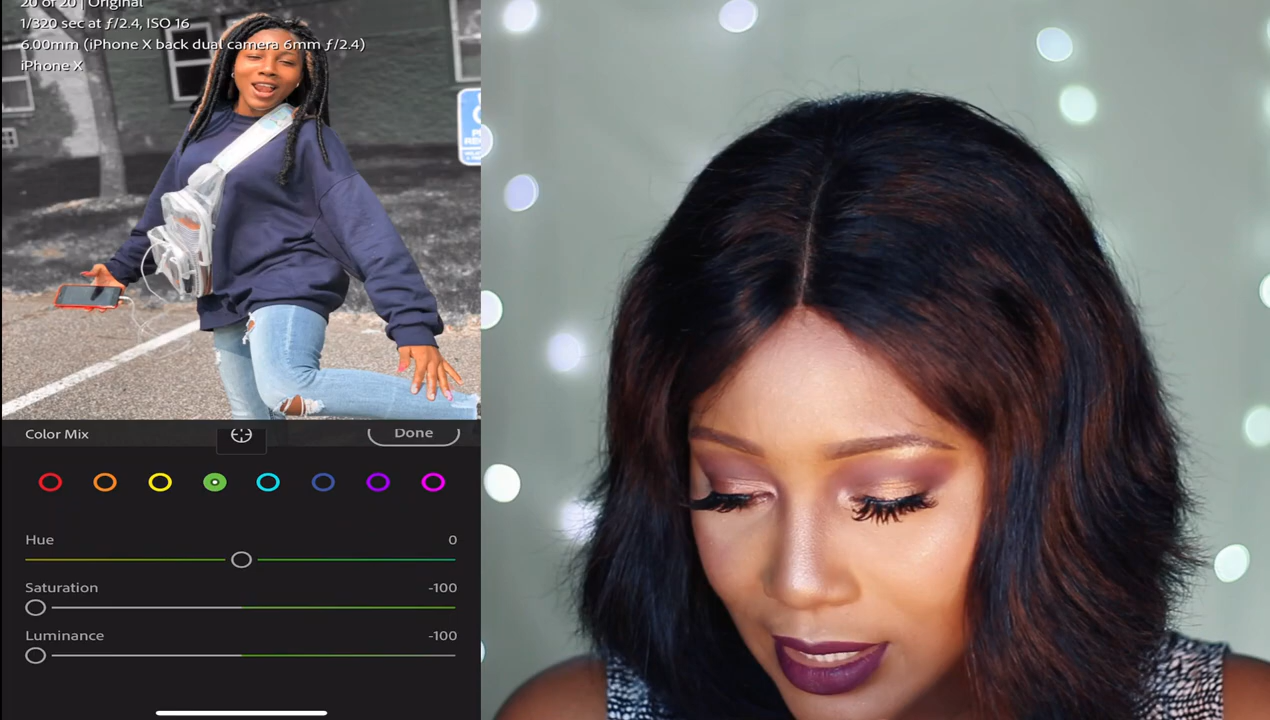 20 of 20 | Original
1/320 sec at ƒ/2.4, ISO 16
6.00mm (iPhone X back dual camera 6mm ƒ/2.4)
iPhone X
Color Mix
Done
Hue 0
Saturation -100
Luminance -100